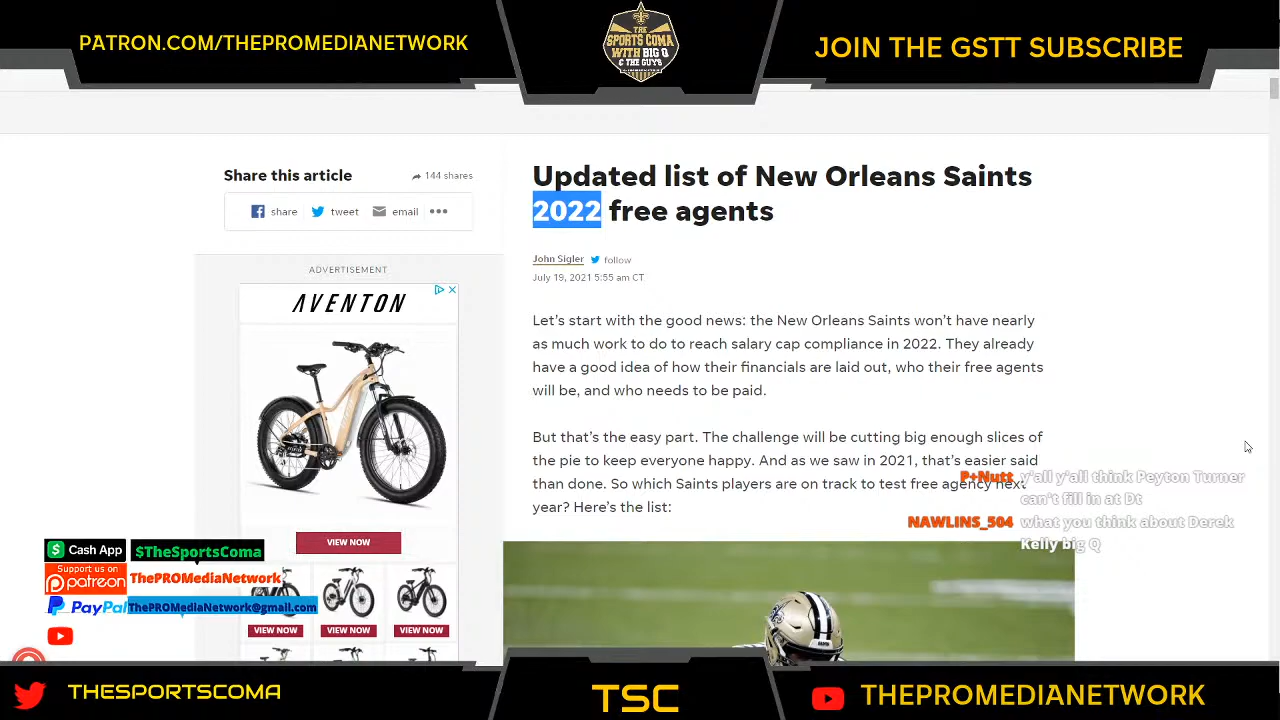 PATRON.COM/THEPROMEDIANETWORK
THE
SPORTS COMA
WITH BIG Q
& THE GUYS
JOIN THE GSTT SUBSCRIBE
Share this article
144 shares
share
tweet
email
ADVERTISEMENT
AVENTON
VIEW NOW
VIEW NOW
VIEW NOW
VIEW NOW
Updated list of New Orleans Saints
2022 free agents
John Sigler
follow
July 19, 2021 5:55 am CT
Let's start with the good news: the New Orleans Saints won't have nearly
as much work to do to reach salary cap compliance in 2022. They already
have a good idea of how their financials are laid out, who their free agents
will be, and who needs to be paid.
But that's the easy part. The challenge will be cutting big enough slices of
the pie to keep everyone happy. And as we saw in 2021, that's easier said
than done. So which Saints players are on track to test free agency next
year? Here's the list:
P+Nutt y'all y'all think Peyton Turner
can't fill in at Dt
NAWLINS_504 what you think about Derek
Kelly big Q
Cash App $TheSportsComa
Support us on
patreon ThePROMediaNetwork
PayPal ThePROMediaNetwork@gmail.com
THESPORTSCOMA
TSC
THEPROMEDIANETWORK